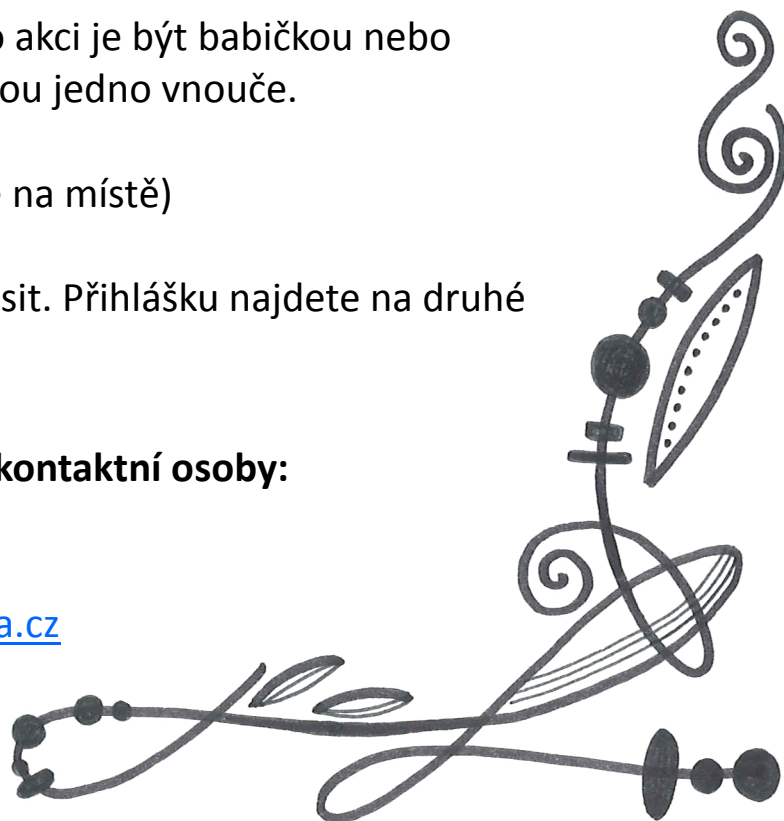 o akci je být babičkou nebo
ou jedno vnouče.
e na místě)
sit. Přihlášku najdete na druhé
kontaktní osoby:
a.cz